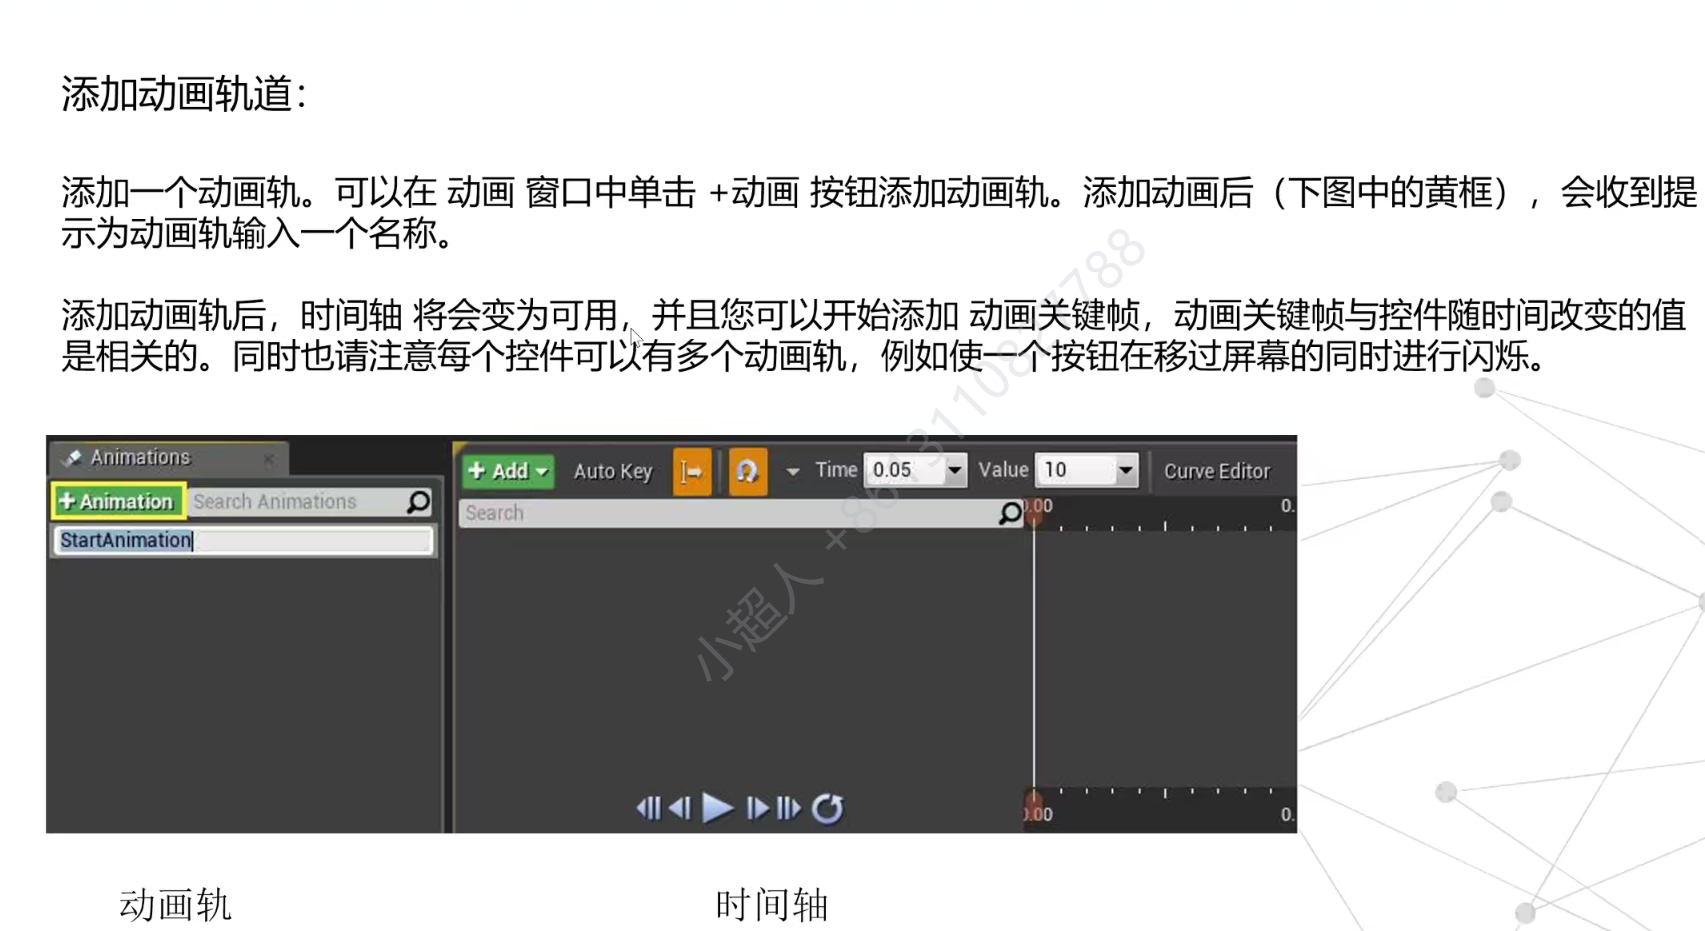 添加动画轨道：
添加一个动画轨。可以在 动画 窗口中单击 +动画 按钮添加动画轨。添加动画后（下图中的黄框），会收到提
示为动画轨输入一个名称。
添加动画轨后，时间轴 将会变为可用，并且您可以开始添加 动画关键帧，动画关键帧与控件随时间改变的值
是相关的。同时也请注意每个控件可以有多个动画轨，例如使一个按钮在移过屏幕的同时进行闪烁。
Animations
+ Animation Search Animations
StartAnimation
+ Add Auto Key Time 0.05 Value 10 Curve Editor
Search
0.00 0.
0.00 0.
小超人
动画轨 时间轴